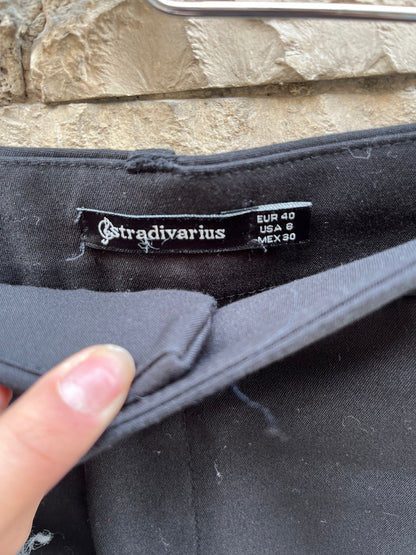 stradivarius
EUR 40
USA 8
MEX 30